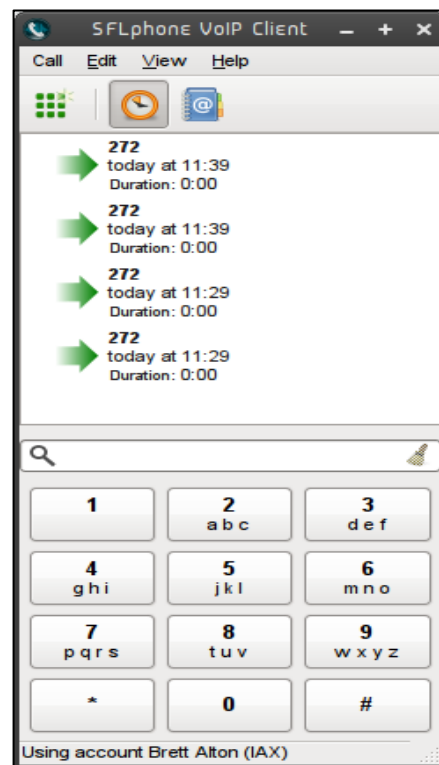 SFLphone VoIP Client
Call Edit View Help
@
272
today at 11:39
Duration: 0:00
272
today at 11:39
Duration: 0:00
272
today at 11:29
Duration: 0:00
272
today at 11:29
Duration: 0:00
1 2 3
abc def
4 5 6
ghi jkl mno
7 8 9
pqrs tuv wxyz
* 0 #
Using account Brett Alton (IAX)